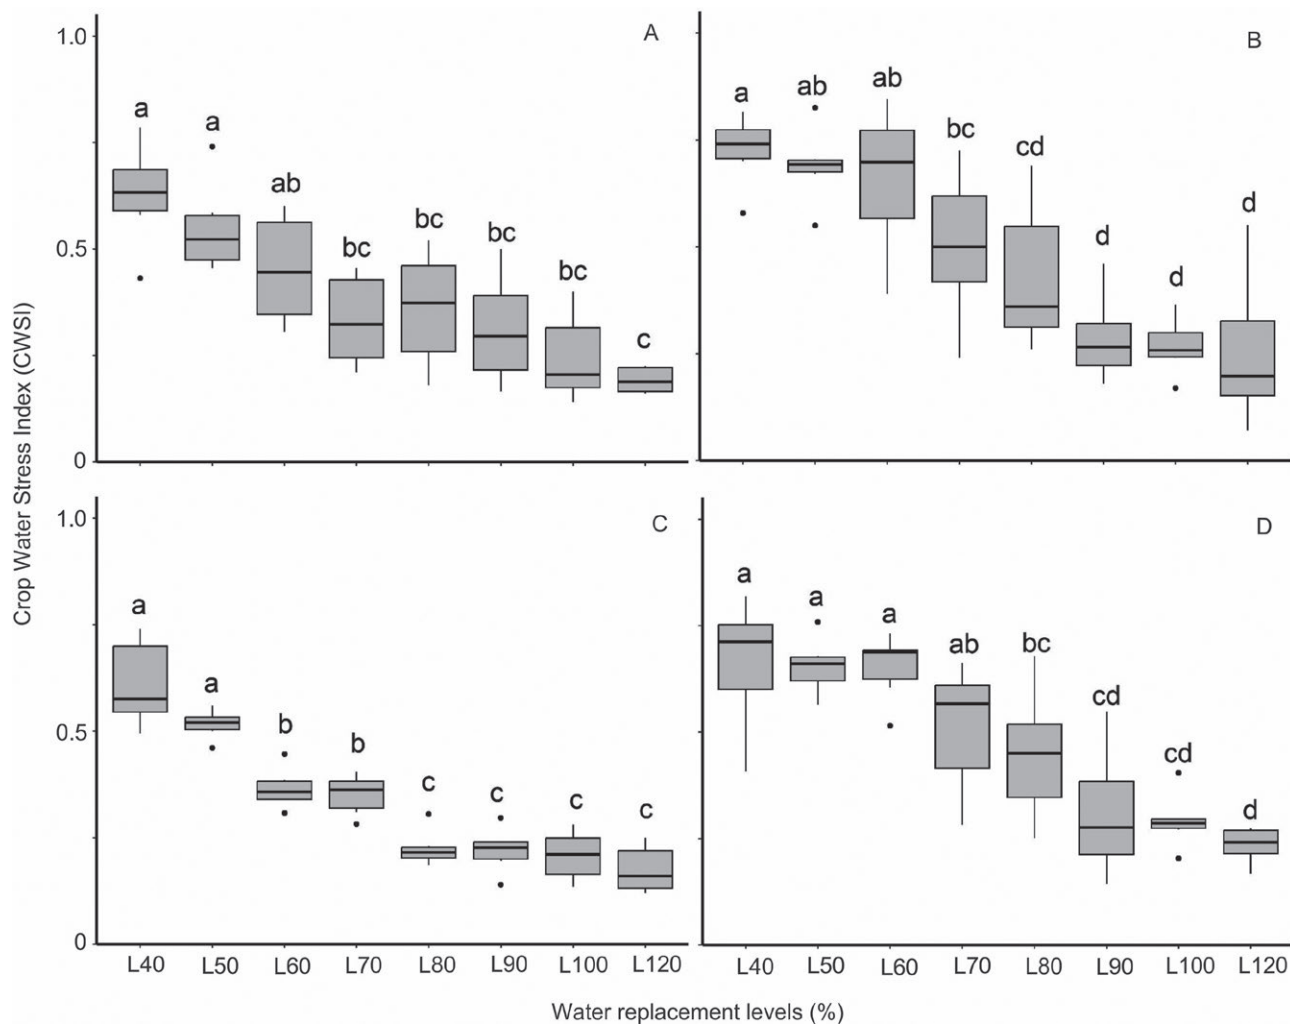 Crop Water Stress Index (CWSI)
1.0
0.5
0
A
a
a
ab
bc
bc
bc
bc
c
B
a
ab
ab
bc
cd
d
d
d
1.0
0.5
0
C
a
a
b
b
c
c
c
c
D
a
a
a
ab
bc
cd
cd
d
L40 L50 L60 L70 L80 L90 L100 L120
L40 L50 L60 L70 L80 L90 L100 L120
Water replacement levels (%)